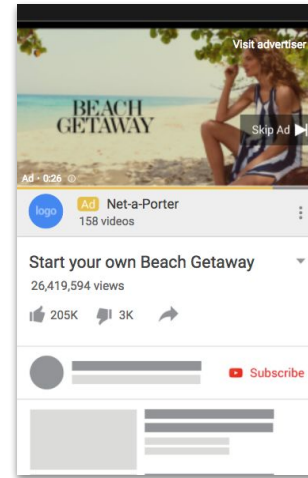 Visit advertiser
BEACH
GETAWAY
Skip Ad
Ad · 0:26
logo
Ad Net-a-Porter
158 videos
Start your own Beach Getaway
26,419,594 views
205K 3K
Subscribe